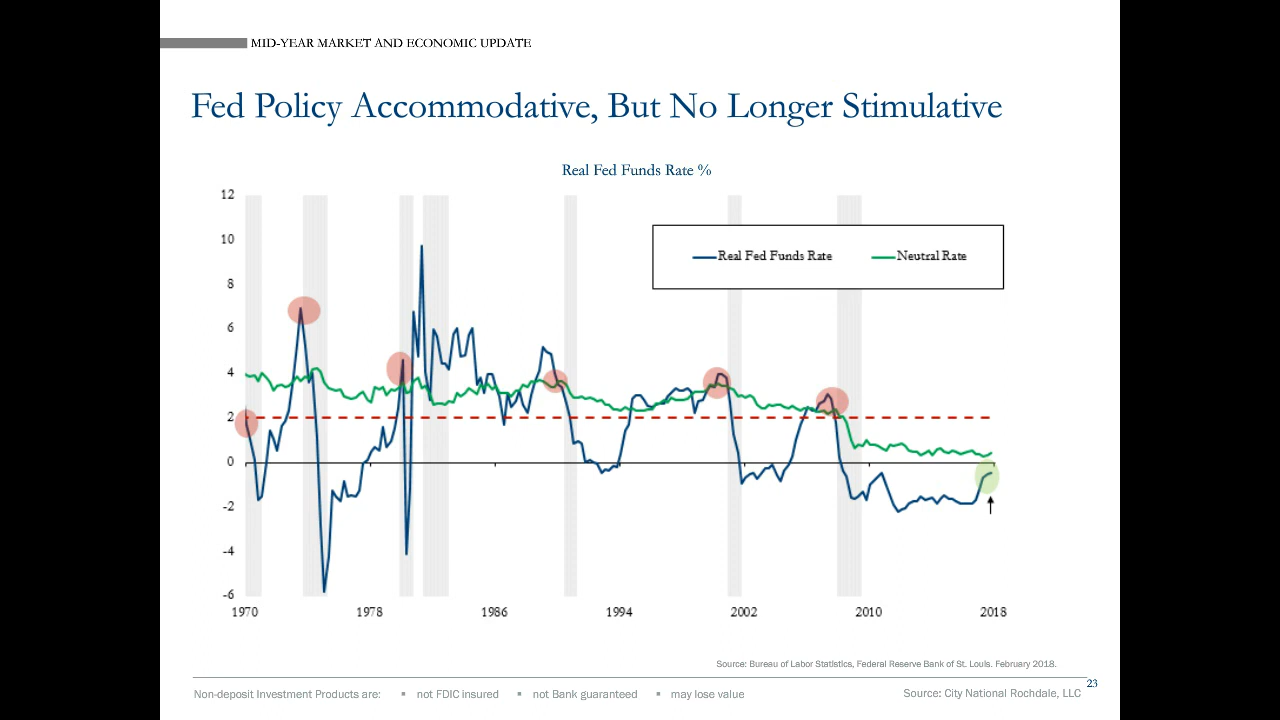 MID-YEAR MARKET AND ECONOMIC UPDATE
Fed Policy Accommodative, But No Longer Stimulative
Real Fed Funds Rate %
12
10
8
6
4
2
0
-2
-4
-6
Real Fed Funds Rate Neutral Rate
1970 1978 1986 1994 2002 2010 2018
Source: Bureau of Labor Statistics, Federal Reserve Bank of St. Louis. February 2018.
Non-deposit Investment Products are: ▪ not FDIC insured ▪ not Bank guaranteed ▪ may lose value
Source: City National Rochdale, LLC
23